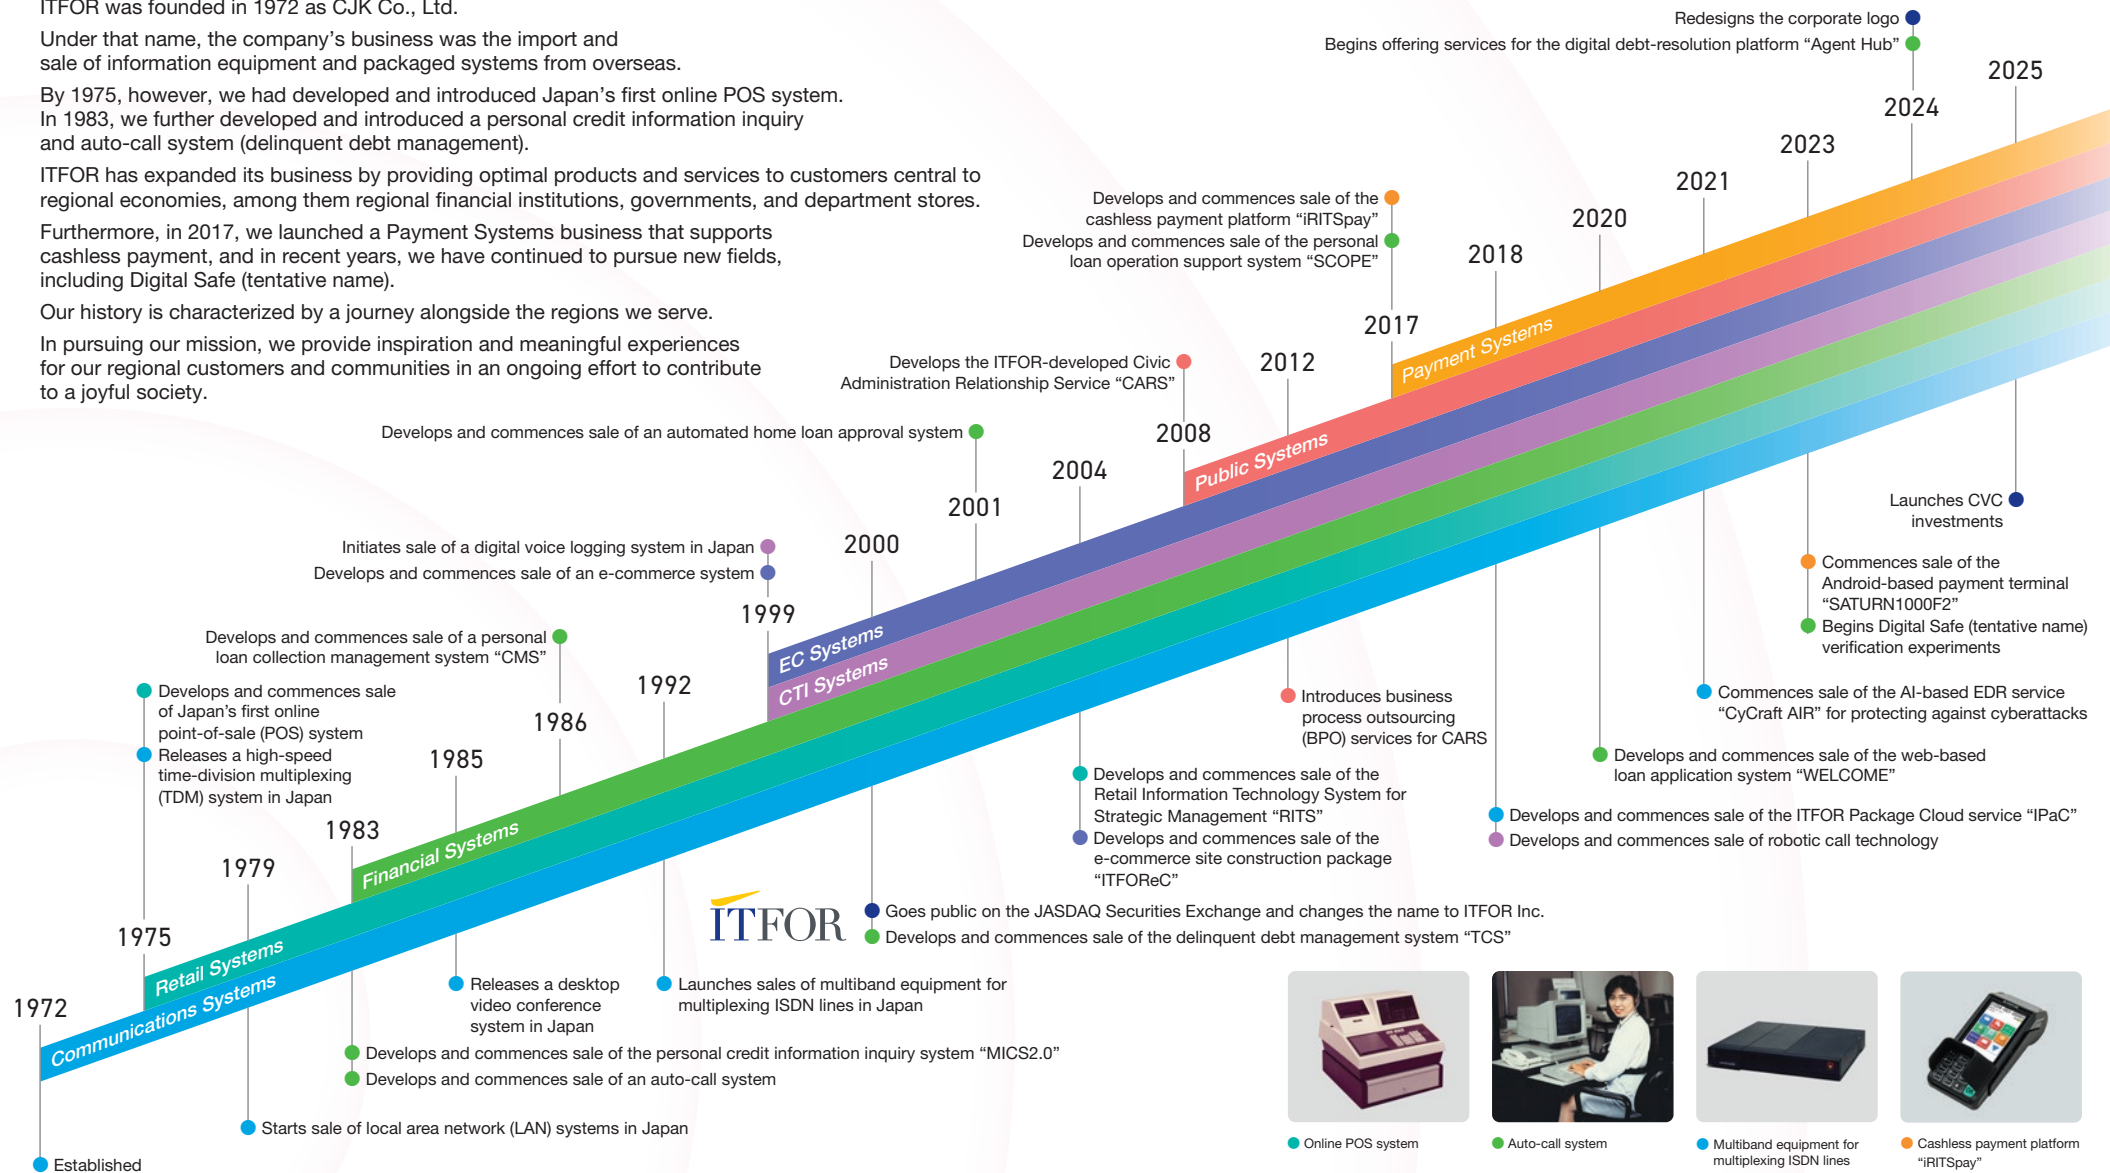 ITFOR was founded in 1972 as CJK Co., Ltd.
Under that name, the company’s business was the import and
sale of information equipment and packaged systems from overseas.
By 1975, however, we had developed and introduced Japan’s first online POS system.
In 1983, we further developed and introduced a personal credit information inquiry
and auto-call system (delinquent debt management).
ITFOR has expanded its business by providing optimal products and services to customers central to
regional economies, among them regional financial institutions, governments, and department stores.
Furthermore, in 2017, we launched a Payment Systems business that supports
cashless payment, and in recent years, we have continued to pursue new fields,
including Digital Safe (tentative name).
Our history is characterized by a journey alongside the regions we serve.
In pursuing our mission, we provide inspiration and meaningful experiences
for our regional customers and communities in an ongoing effort to contribute
to a joyful society.
1972
Established
Communications Systems
1975
Develops and commences sale
of Japan’s first online
point-of-sale (POS) system
Releases a high-speed
time-division multiplexing
(TDM) system in Japan
Retail Systems
1979
Starts sale of local area network (LAN) systems in Japan
1983
Financial Systems
Develops and commences sale of the personal credit information inquiry system “MICS2.0”
Develops and commences sale of an auto-call system
1985
Releases a desktop
video conference
system in Japan
1986
Develops and commences sale of a personal
loan collection management system “CMS”
1992
Launches sales of multiband equipment for
multiplexing ISDN lines in Japan
1999
Initiates sale of a digital voice logging system in Japan
Develops and commences sale of an e-commerce system
EC Systems
CTI Systems
2000
ITFOR
Goes public on the JASDAQ Securities Exchange and changes the name to ITFOR Inc.
Develops and commences sale of the delinquent debt management system “TCS”
2001
Develops and commences sale of an automated home loan approval system
2004
Develops and commences sale of the
Retail Information Technology System for
Strategic Management “RITS”
Develops and commences sale of the
e-commerce site construction package
“ITFOReC”
2008
Develops the ITFOR-developed Civic
Administration Relationship Service “CARS”
Public Systems
2012
Introduces business
process outsourcing
(BPO) services for CARS
2017
Develops and commences sale of the
cashless payment platform “iRITSpay”
Develops and commences sale of the personal
loan operation support system “SCOPE”
Payment Systems
2018
Develops and commences sale of the ITFOR Package Cloud service “IPaC”
Develops and commences sale of robotic call technology
2020
Develops and commences sale of the web-based
loan application system “WELCOME”
2021
Commences sale of the AI-based EDR service
“CyCraft AIR” for protecting against cyberattacks
2023
Commences sale of the
Android-based payment terminal
“SATURN1000F2”
Begins Digital Safe (tentative name)
verification experiments
2024
Redesigns the corporate logo
Begins offering services for the digital debt-resolution platform “Agent Hub”
2025
Launches CVC
investments
Online POS system
Auto-call system
Multiband equipment for
multiplexing ISDN lines
Cashless payment platform
“iRITSpay”